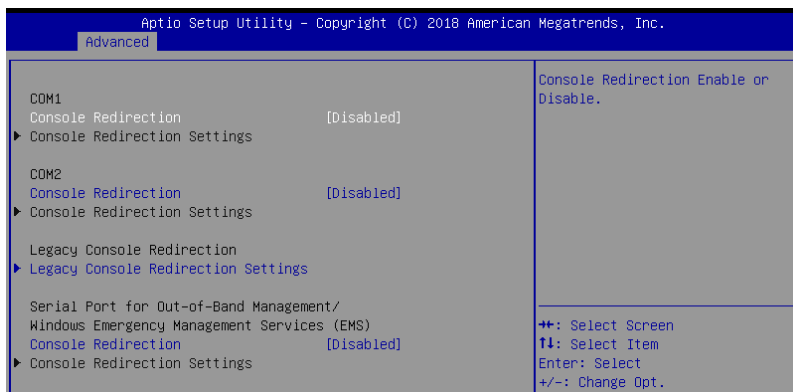 Aptio Setup Utility – Copyright (C) 2018 American Megatrends, Inc.
Advanced
COM1
Console Redirection [Disabled]
Console Redirection Settings
COM2
Console Redirection [Disabled]
Console Redirection Settings
Legacy Console Redirection
Legacy Console Redirection Settings
Serial Port for Out-of-Band Management/
Windows Emergency Management Services (EMS)
Console Redirection [Disabled]
Console Redirection Settings
Console Redirection Enable or
Disable.
→←: Select Screen
↑↓: Select Item
Enter: Select
+/-: Change Opt.